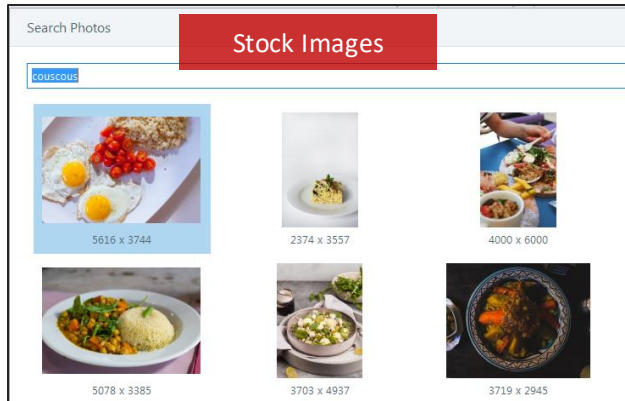 Search Photos
Stock Images
couscous
5616 x 3744
2374 x 3557
4000 x 6000
5078 x 3385
3703 x 4937
3719 x 2945